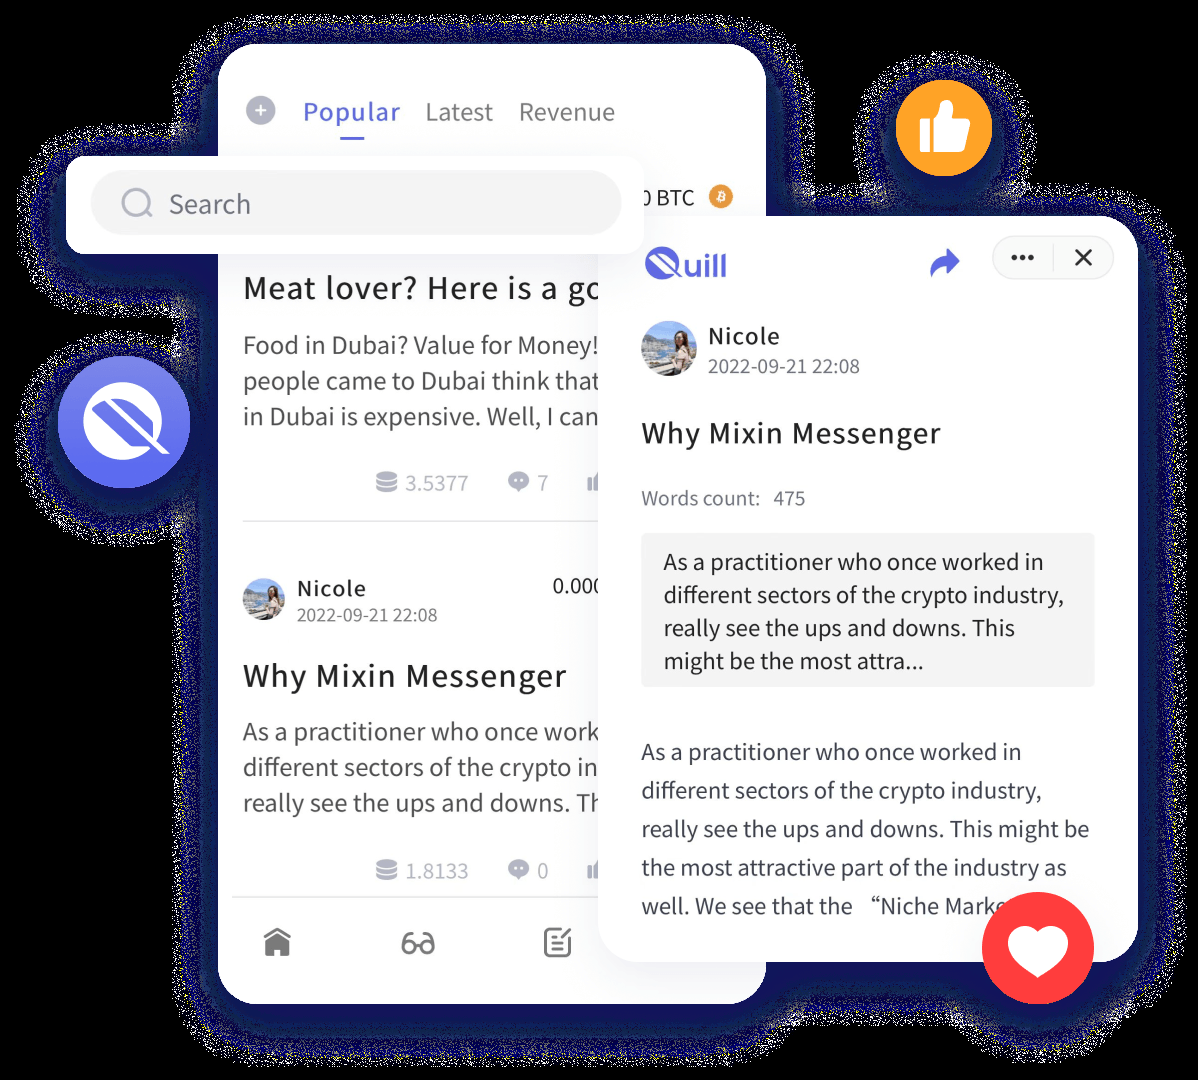 Popular Latest Revenue
Search
BTC
Meat lover? Here is a
Food in Dubai? Value for Money!
people came to Dubai think that
in Dubai is expensive. Well, I can
3.5377 7
Nicole
2022-09-21 22:08
0.000
Why Mixin Messenger
As a practitioner who once work
different sectors of the crypto in
really see the ups and downs. Th
1.8133 0
Quill
Nicole
2022-09-21 22:08
Why Mixin Messenger
Words count: 475
As a practitioner who once worked in
different sectors of the crypto industry,
really see the ups and downs. This
might be the most attra...
As a practitioner who once worked in
different sectors of the crypto industry,
really see the ups and downs. This might be
the most attractive part of the industry as
well. We see that the “Niche Marke